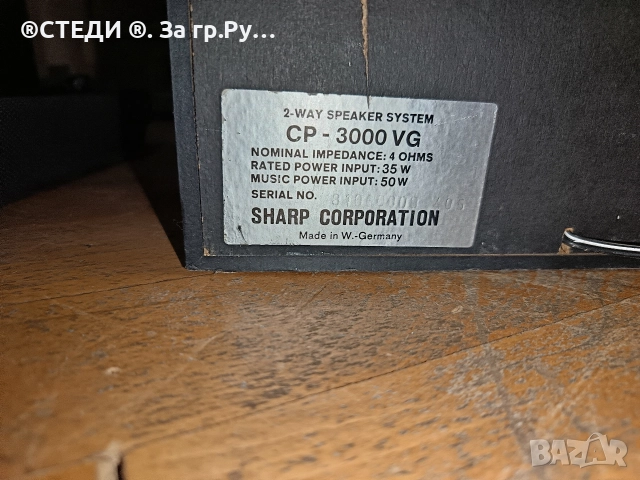 ®СТЕДИ ®. За гр.Ру...
2-WAY SPEAKER SYSTEM
CP - 3000 VG
NOMINAL IMPEDANCE: 4 OHMS
RATED POWER INPUT: 35 W
MUSIC POWER INPUT: 50 W
SERIAL NO.
SHARP CORPORATION
Made in W.-Germany
BAZAR